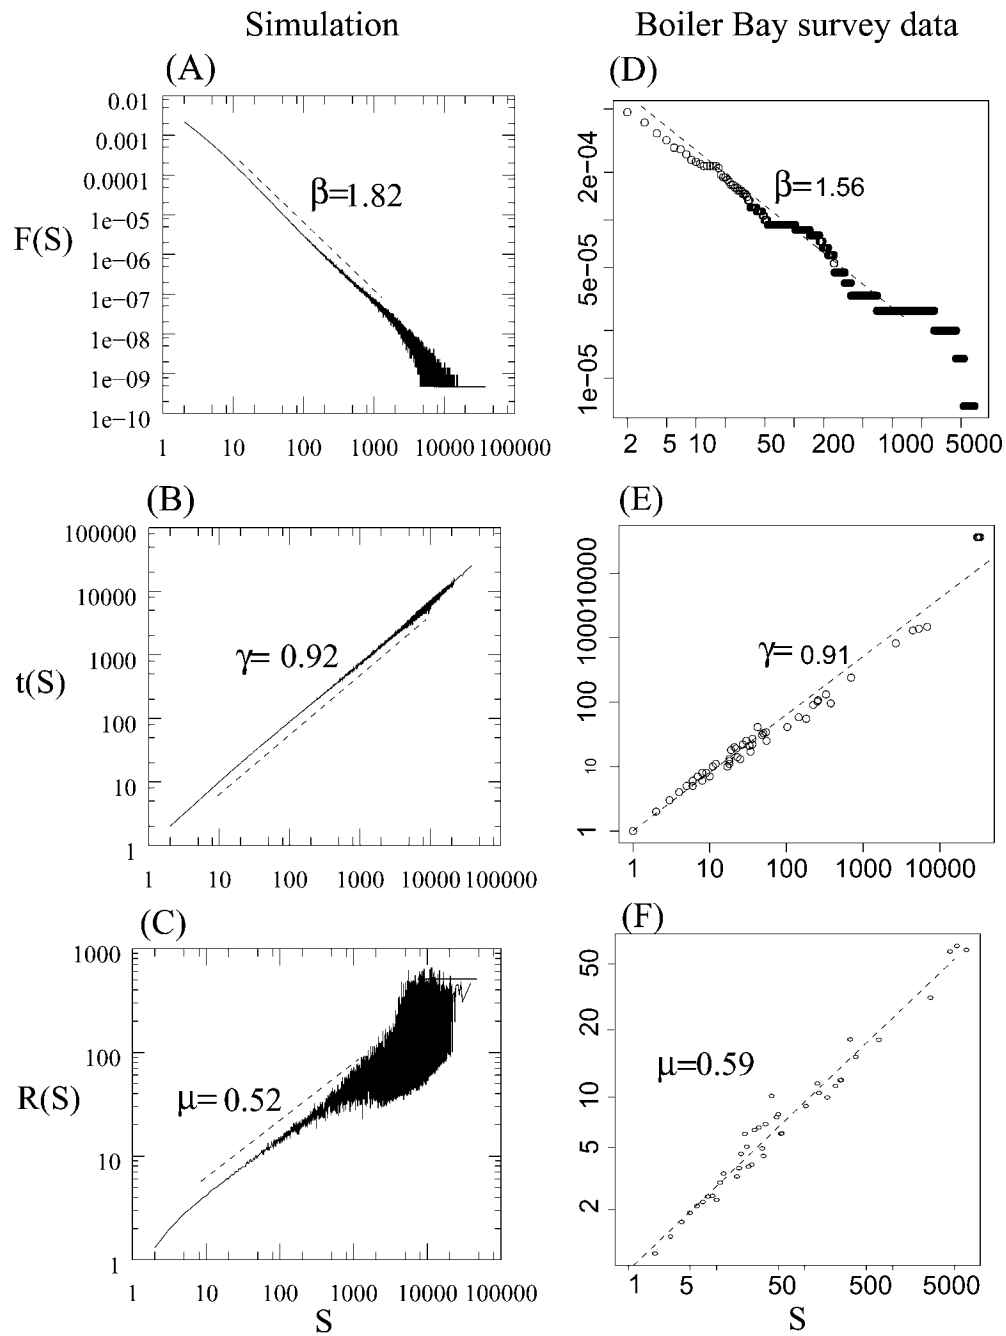 Simulation
Boiler Bay survey data
(A)
0.01
0.001
0.0001
1e-05
1e-06
1e-07
1e-08
1e-09
1e-10
F(S)
β=1.82
1 10 100 1000 10000 100000
(D)
2e-04
5e-05
1e-05
β=1.56
2 5 10 50 200 1000 5000
(B)
100000
10000
1000
100
10
1
t(S)
γ= 0.92
1 10 100 1000 10000 100000
(E)
10000
1000
100
10
1
γ= 0.91
1 10 100 1000 10000
(C)
1000
100
10
1
R(S)
μ= 0.52
1 10 100 1000 10000 100000
S
(F)
50
20
10
5
2
μ=0.59
1 5 50 500 5000
S